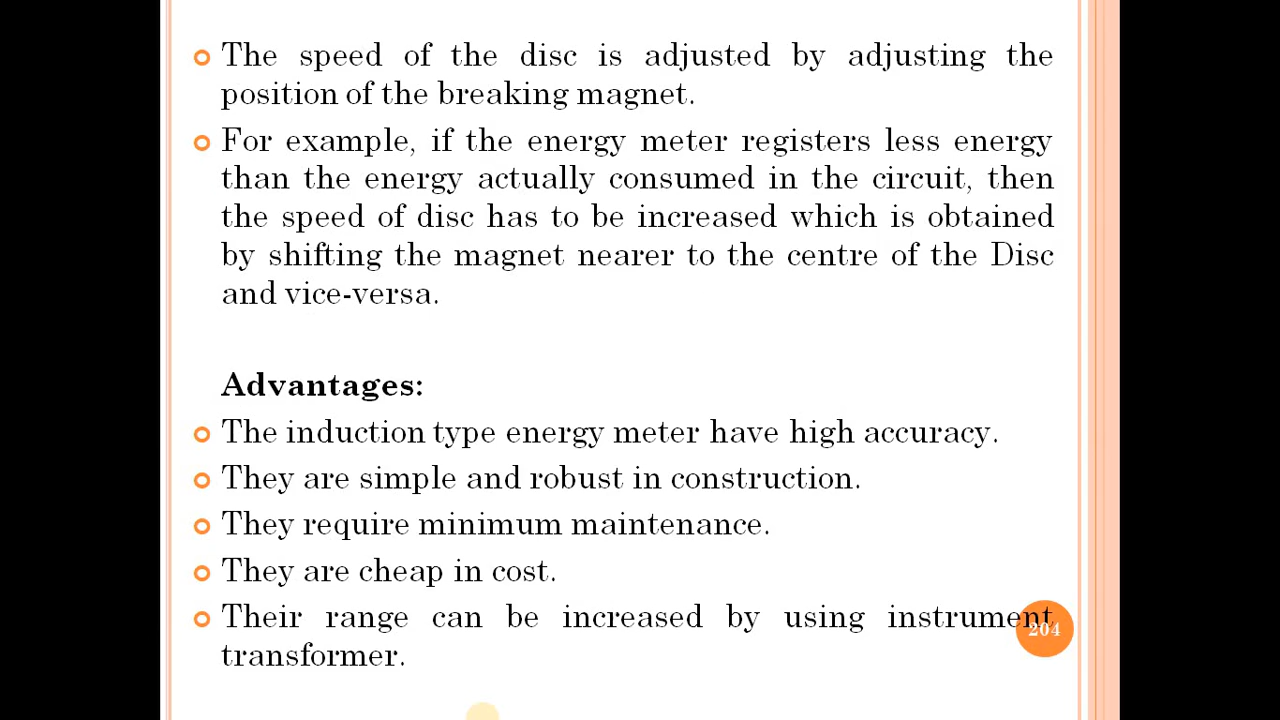 The speed of the disc is adjusted by adjusting the
position of the breaking magnet.
For example, if the energy meter registers less energy
than the energy actually consumed in the circuit, then
the speed of disc has to be increased which is obtained
by shifting the magnet nearer to the centre of the Disc
and vice-versa.
Advantages:
The induction type energy meter have high accuracy.
They are simple and robust in construction.
They require minimum maintenance.
They are cheap in cost.
Their range can be increased by using instrument
204
transformer.